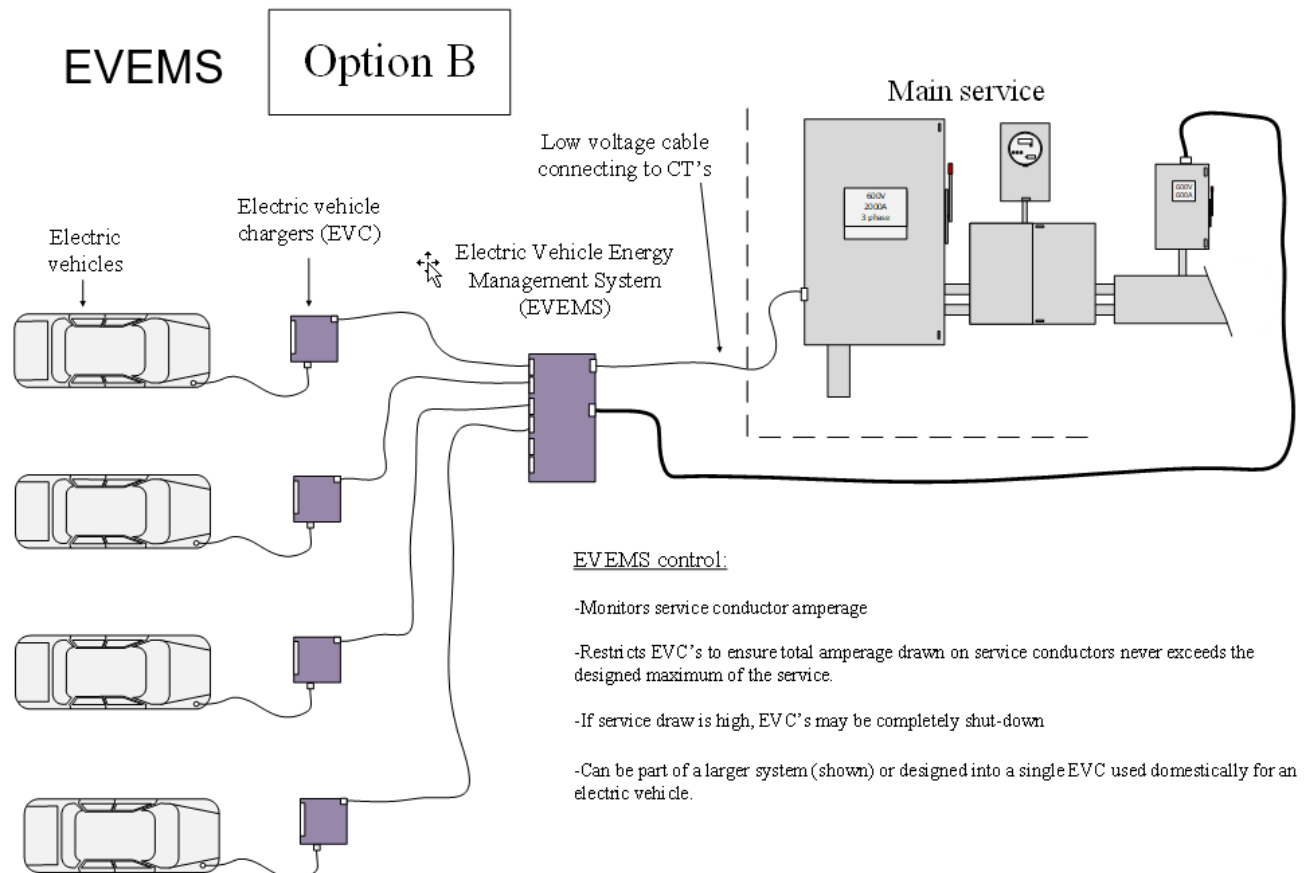 EVEMS
Option B
Main service
Low voltage cable
connecting to CT's
600V
2000A
3 phase
600V
600A
Electric vehicle
chargers (EVC)
Electric
vehicles
Electric Vehicle Energy
Management System
(EVEMS)
EVEMS control:
-Monitors service conductor amperage
-Restricts EVC's to ensure total amperage drawn on service conductors never exceeds the
designed maximum of the service.
-If service draw is high, EVC's may be completely shut-down
-Can be part of a larger system (shown) or designed into a single EVC used domestically for an
electric vehicle.